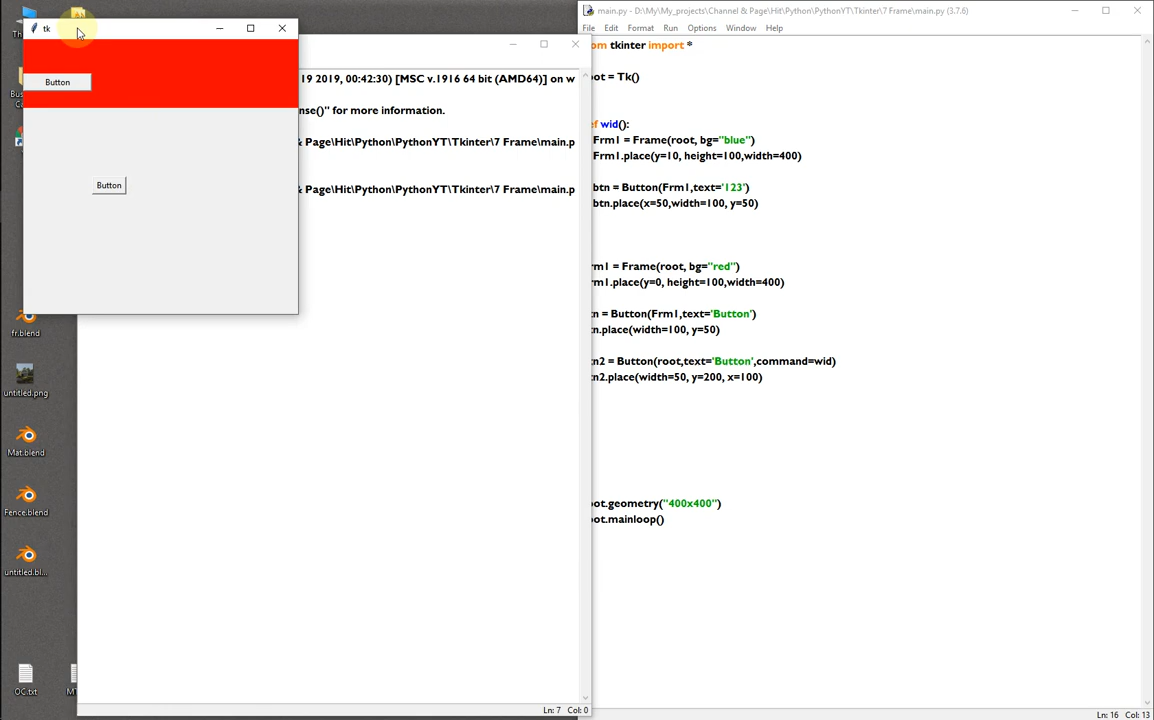 tk
Button
Button
19 2019, 00:42:30) [MSC v.1916 64 bit (AMD64)] on w
nse()" for more information.
& Page\Hit\Python\PythonYT\Tkinter\7 Frame\main.p
& Page\Hit\Python\PythonYT\Tkinter\7 Frame\main.p
Ln: 7 Col: 0
main.py - D:\My\My_projects\Channel & Page\Hit\Python\PythonYT\Tkinter\7 Frame\main.py (3.7.6)
File Edit Format Run Options Window Help
om tkinter import *
oot = Tk()
ef wid():
Frm1 = Frame(root, bg="blue")
Frm1.place(y=10, height=100,width=400)
btn = Button(Frm1,text='123')
btn.place(x=50,width=100, y=50)
rm1 = Frame(root, bg="red")
rm1.place(y=0, height=100,width=400)
tn = Button(Frm1,text='Button')
tn.place(width=100, y=50)
tn2 = Button(root,text='Button',command=wid)
tn2.place(width=50, y=200, x=100)
oot.geometry("400x400")
oot.mainloop()
Ln: 16 Col: 13
fr.blend
untitled.png
Mat.blend
Fence.blend
untitled.bl...
OC.txt